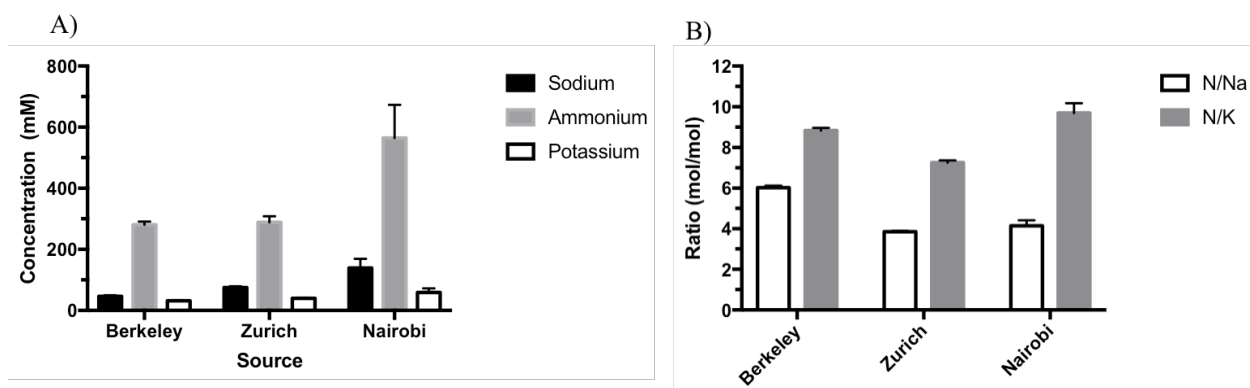 A)
800
600
400
200
0
Concentration (mM)
Berkeley
Zurich
Nairobi
Source
Sodium
Ammonium
Potassium
B)
12
10
8
6
4
2
0
Ratio (mol/mol)
Berkeley
Zurich
Nairobi
N/Na
N/K